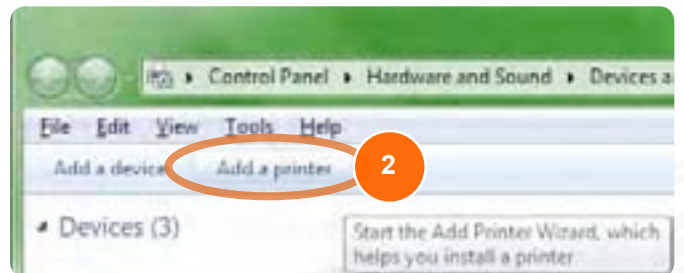 Control Panel ▸ Hardware and Sound ▸ Devices a
File Edit View Tools Help
Add a device Add a printer 2
Devices (3)
Start the Add Printer Wizard, which
helps you install a printer